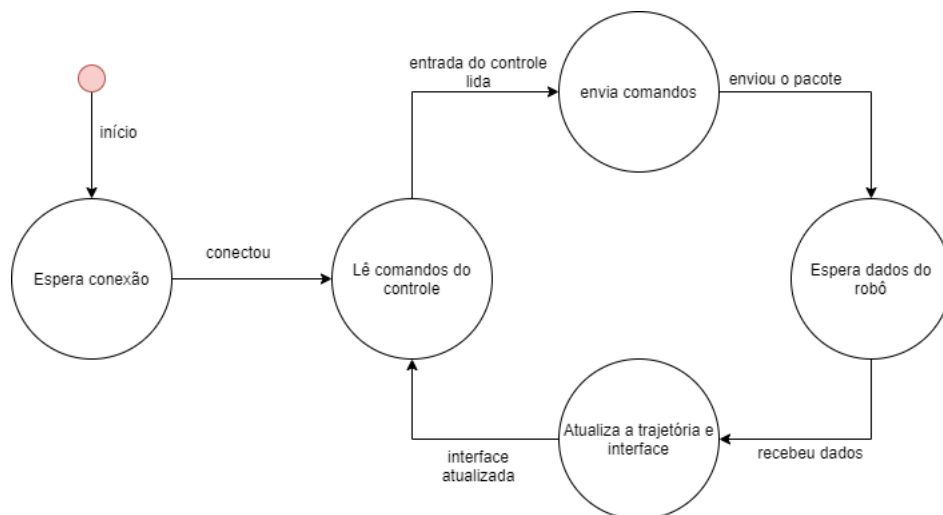 entrada do controle
lida
envia comandos
enviou o pacote
início
conectou
Espera conexão
Lê comandos do
controle
Espera dados do
robô
Atualiza a trajetória e
interface
interface
atualizada
recebeu dados